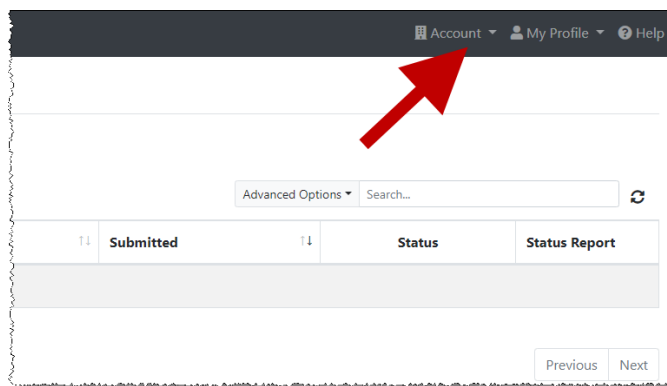 Account My Profile Help
Advanced Options Search...
Submitted Status Status Report
Previous Next